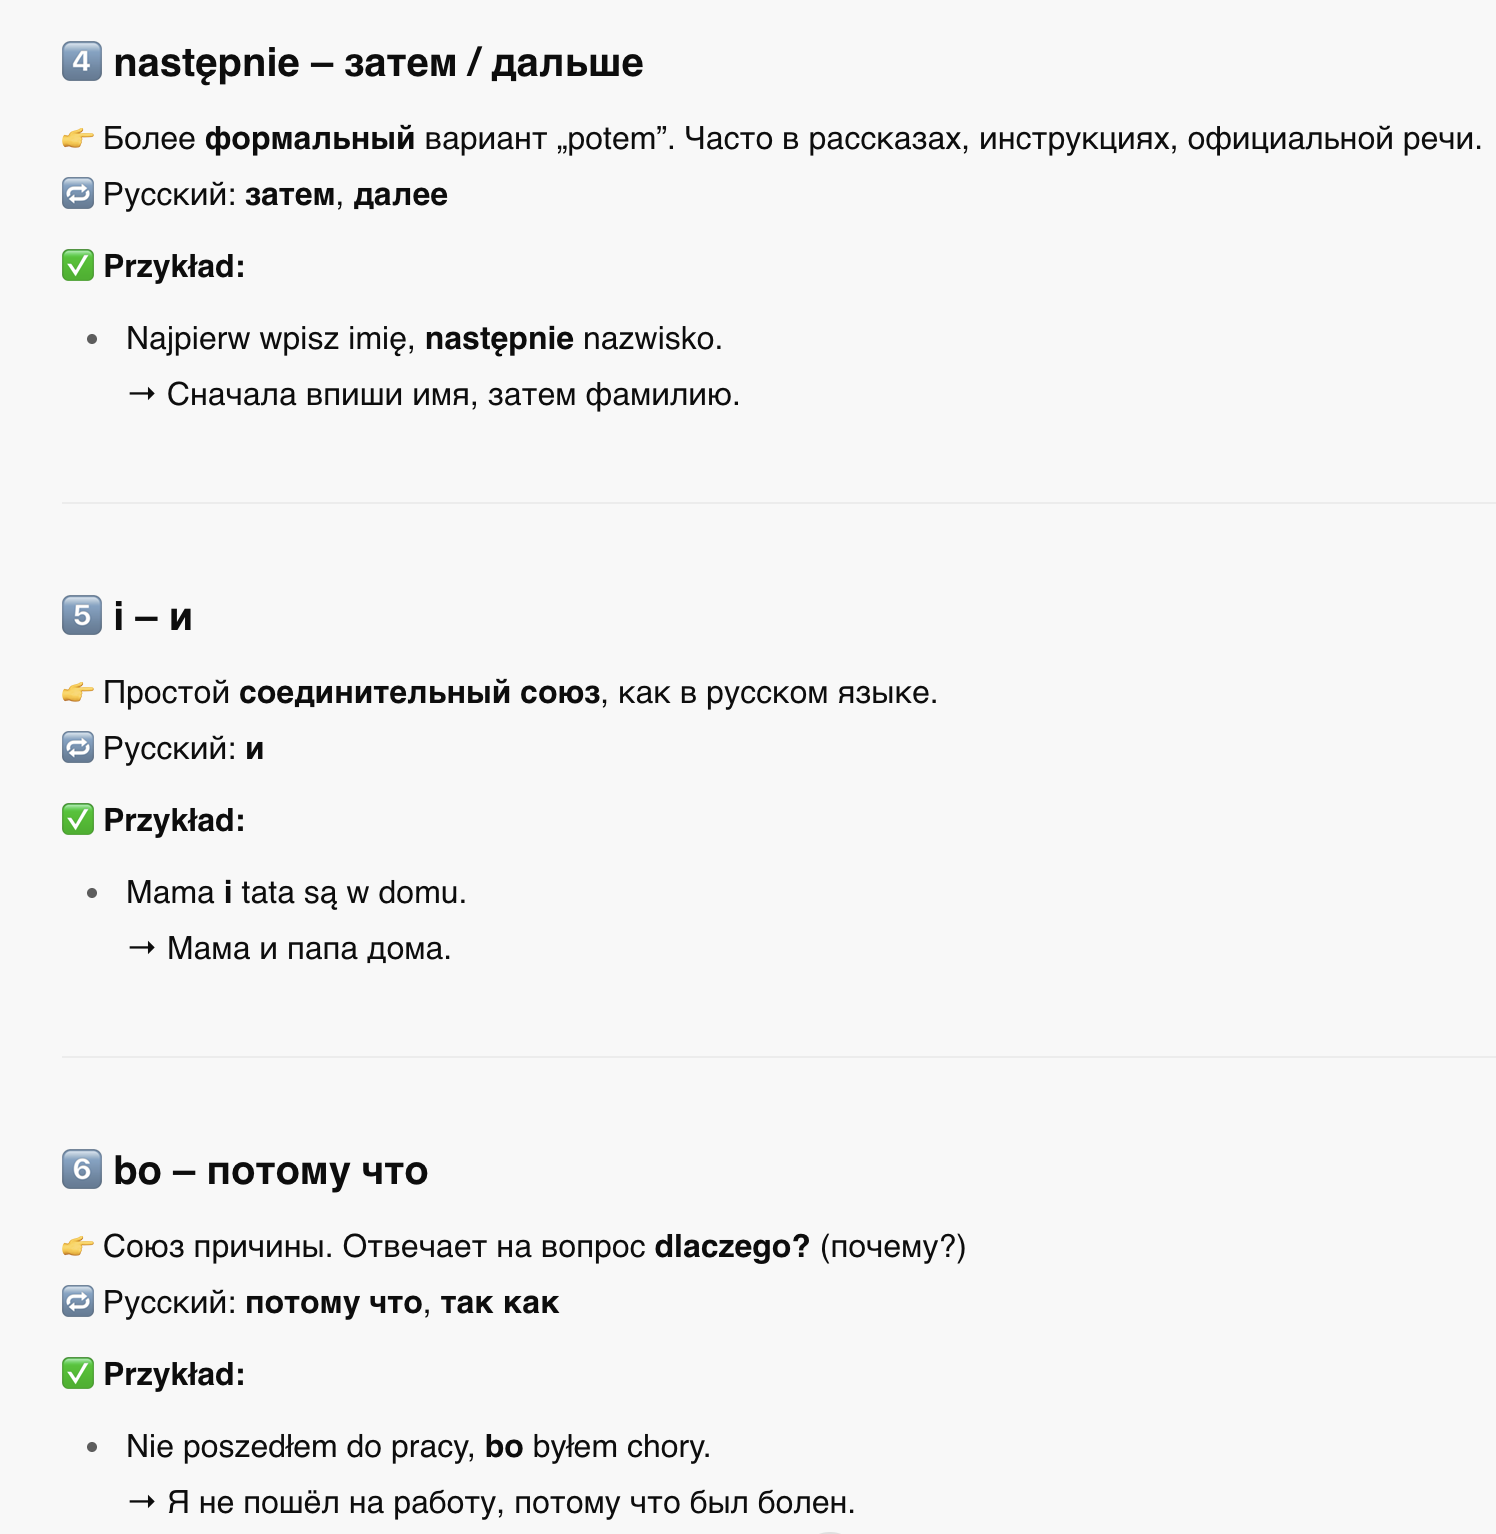 4️⃣ następnie – затем / дальше
👉 Более формальный вариант „potem”. Часто в рассказах, инструкциях, официальной речи.
🔁 Русский: затем, далее
✅ Przykład:
• Najpierw wpisz imię, następnie nazwisko.
→ Сначала впиши имя, затем фамилию.
5️⃣ i – и
👉 Простой соединительный союз, как в русском языке.
🔁 Русский: и
✅ Przykład:
• Mama i tata są w domu.
→ Мама и папа дома.
6️⃣ bo – потому что
👉 Союз причины. Отвечает на вопрос dlaczego? (почему?)
🔁 Русский: потому что, так как
✅ Przykład:
• Nie poszedłem do pracy, bo byłem chory.
→ Я не пошёл на работу, потому что был болен.